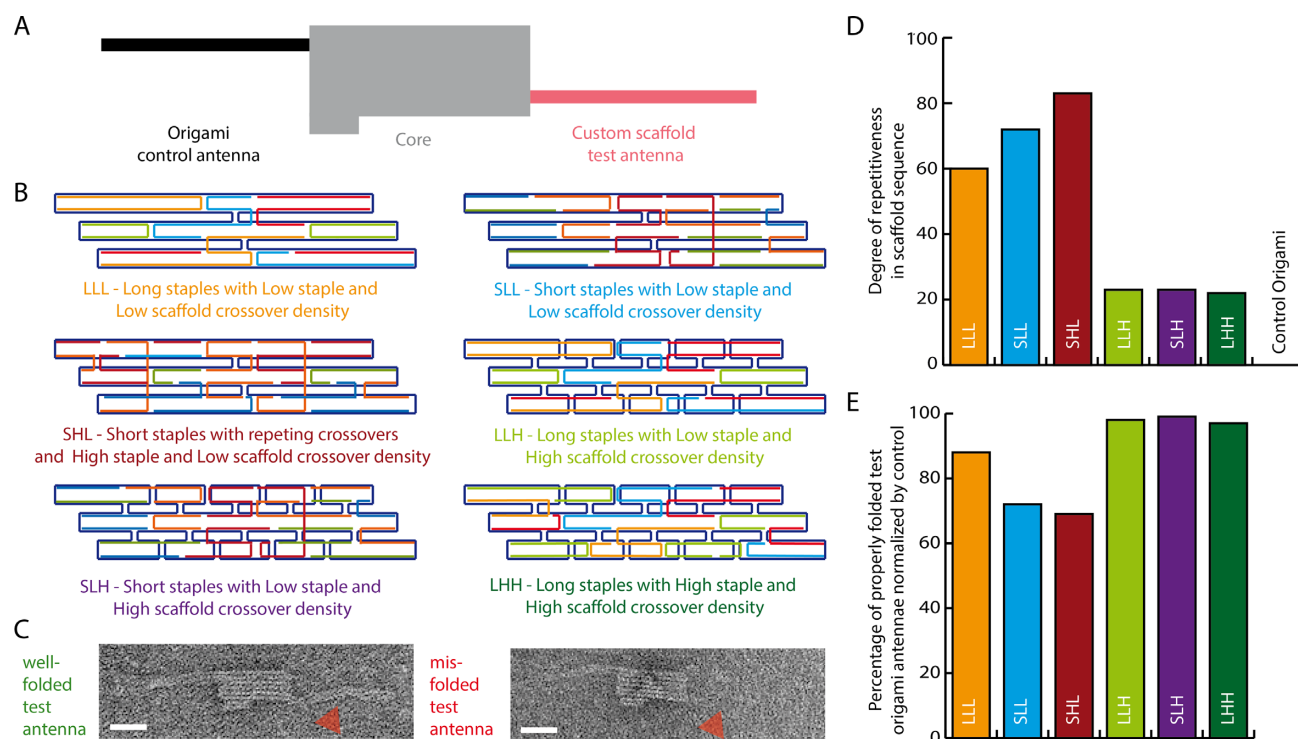 A
Origami
control antenna
Core
Custom scaffold
test antenna
B
LLL - Long staples with Low staple and
Low scaffold crossover density
SLL - Short staples with Low staple and
Low scaffold crossover density
SHL - Short staples with repeting crossovers
and High staple and Low scaffold crossover density
LLH - Long staples with Low staple and
High scaffold crossover density
SLH - Short staples with Low staple and
High scaffold crossover density
LHH - Long staples with High staple and
High scaffold crossover density
C
well-
folded
test
antenna
mis-
folded
test
antenna
D
Degree of repetitiveness
in scaffold sequence
100
80
60
40
20
0
LLL
SLL
SHL
LLH
SLH
LHH
Control Origami
E
Percentage of properly folded test
origami antennae normalized by control
100
80
60
40
20
0
LLL
SLL
SHL
LLH
SLH
LHH